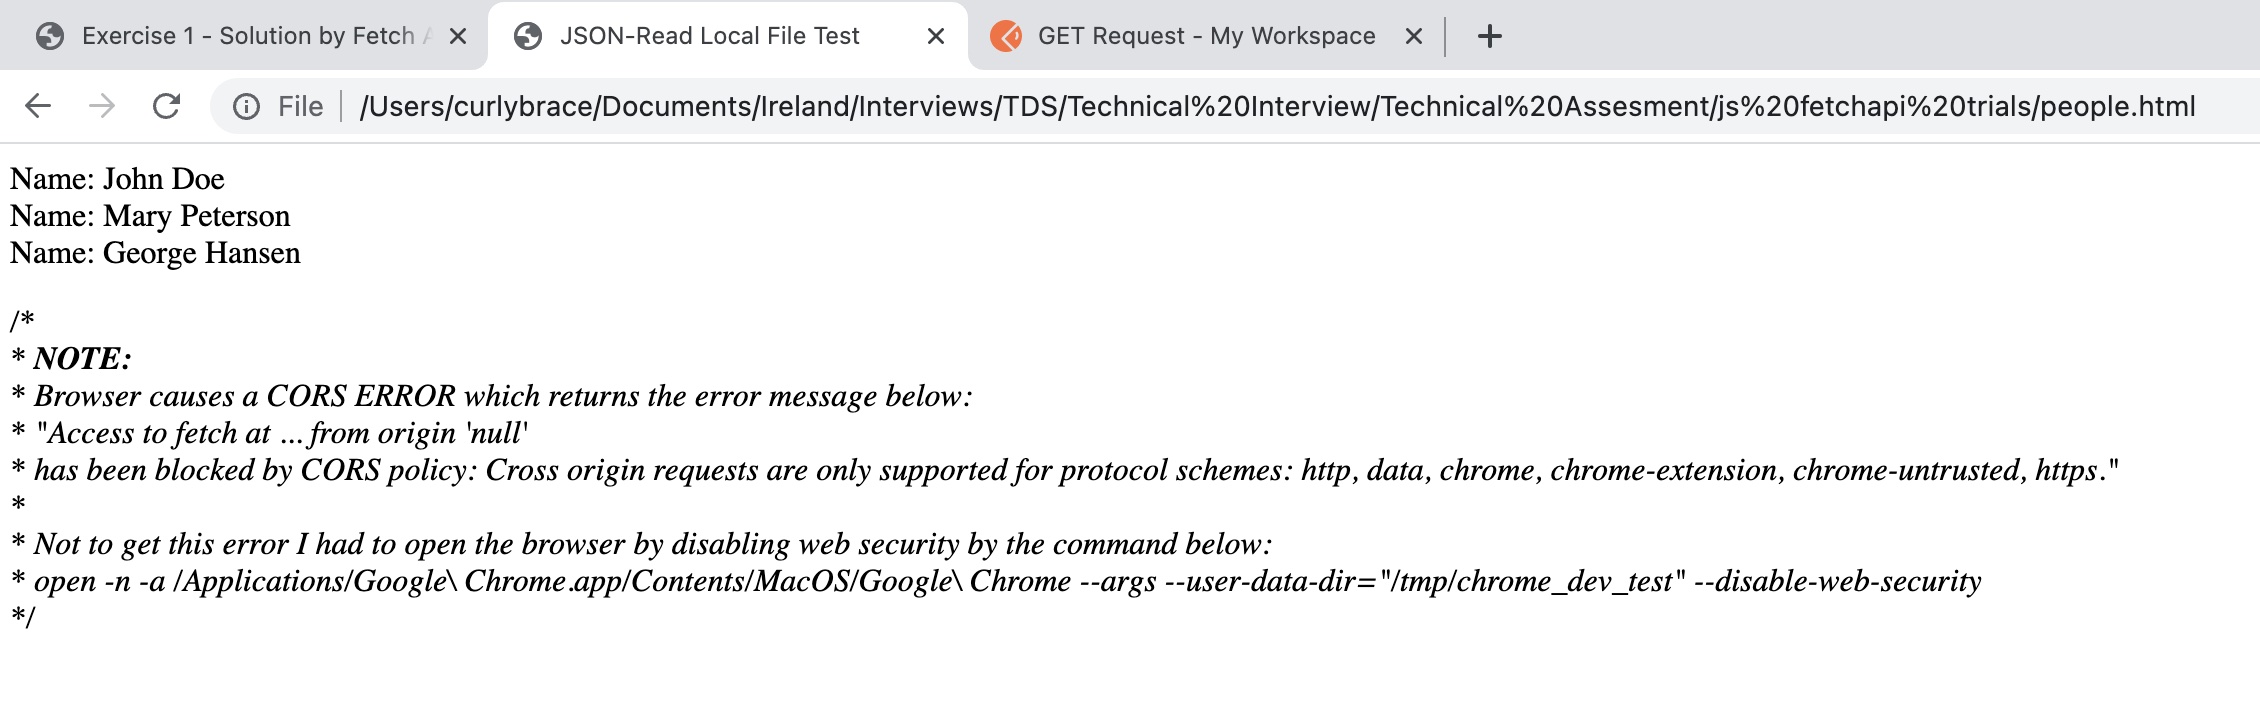 Exercise 1 - Solution by Fetch
JSON-Read Local File Test
GET Request - My Workspace
File
/Users/curlybrace/Documents/Ireland/Interviews/TDS/Technical%20Interview/Technical%20Assesment/js%20fetchapi%20trials/people.html
Name: John Doe
Name: Mary Peterson
Name: George Hansen
/*
* NOTE:
* Browser causes a CORS ERROR which returns the error message below:
* "Access to fetch at ... from origin 'null'
* has been blocked by CORS policy: Cross origin requests are only supported for protocol schemes: http, data, chrome, chrome-extension, chrome-untrusted, https."
*
* Not to get this error I had to open the browser by disabling web security by the command below:
* open -n -a /Applications/Google\ Chrome.app/Contents/MacOS/Google\ Chrome --args --user-data-dir="/tmp/chrome_dev_test" --disable-web-security
*/